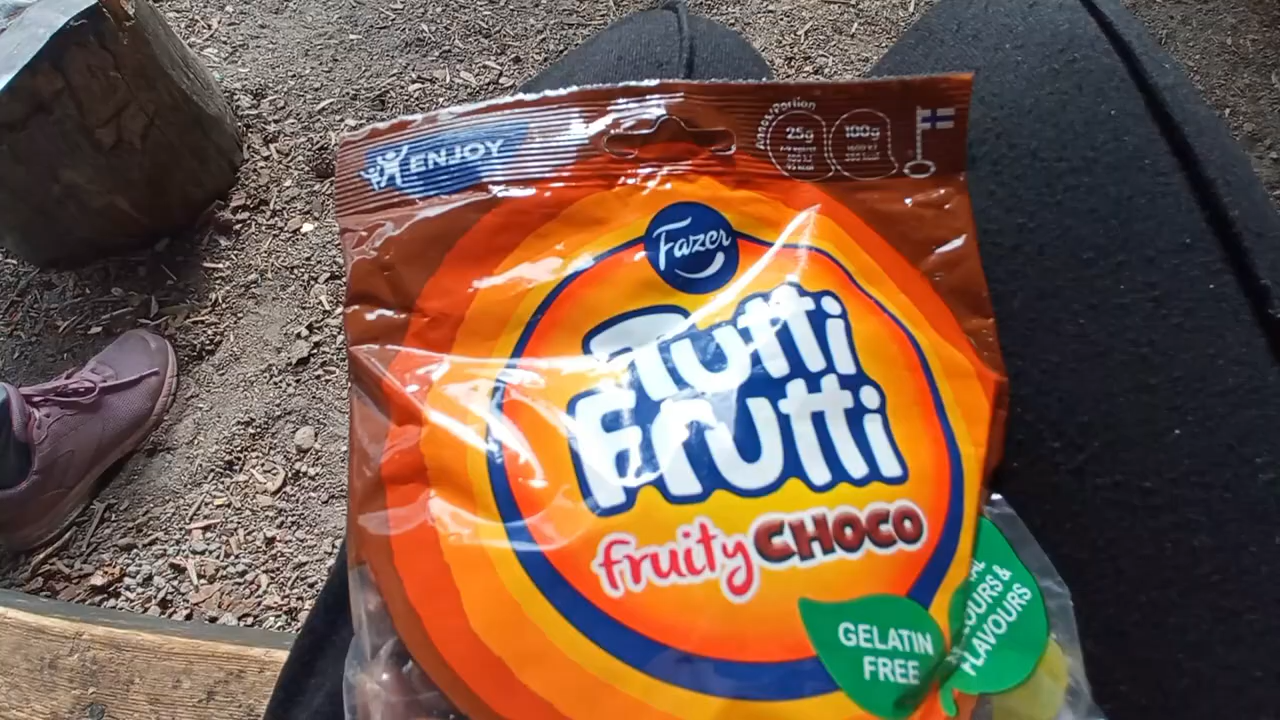 ENJOY
25g
100g
Fazer
Tutti
Frutti
fruity CHOCO
GELATIN
FREE
&
FLAVOURS